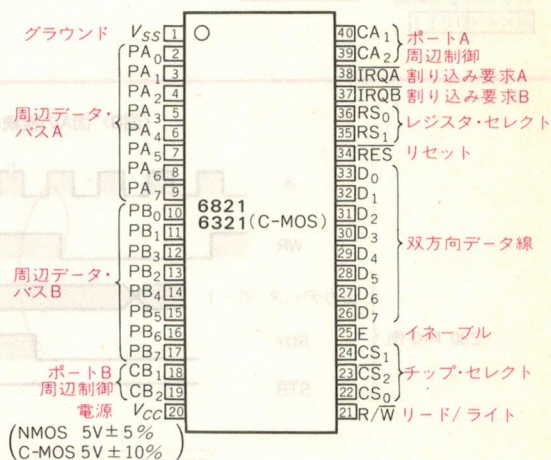 グラウンド VSS 1
PA0 2
PA1 3
PA2 4
周辺データ・ PA3 5
バスA PA4 6
PA5 7
PA6 8
PA7 9
PB0 10
PB1 11
PB3 12
周辺データ・ PB2 13
バスB PB4 14
PB5 15
PB6 16
PB7 17
ポートB CB1 18
周辺制御 CB2 19
電源 VCC 20
(NMOS 5V±5%
C-MOS 5V±10%)
6821
6321(C-MOS)
40 CA1 ポートA
39 CA2 周辺制御
38 IRQA 割り込み要求A
37 IRQB 割り込み要求B
36 RS0 レジスタ・セレクト
35 RS1
34 RES リセット
33 D0
32 D1
31 D2
30 D3 双方向データ線
29 D4
28 D5
27 D6
26 D7
25 E イネーブル
24 CS1
23 CS2 チップ・セレクト
22 CS0
21 R/W リード/ライト